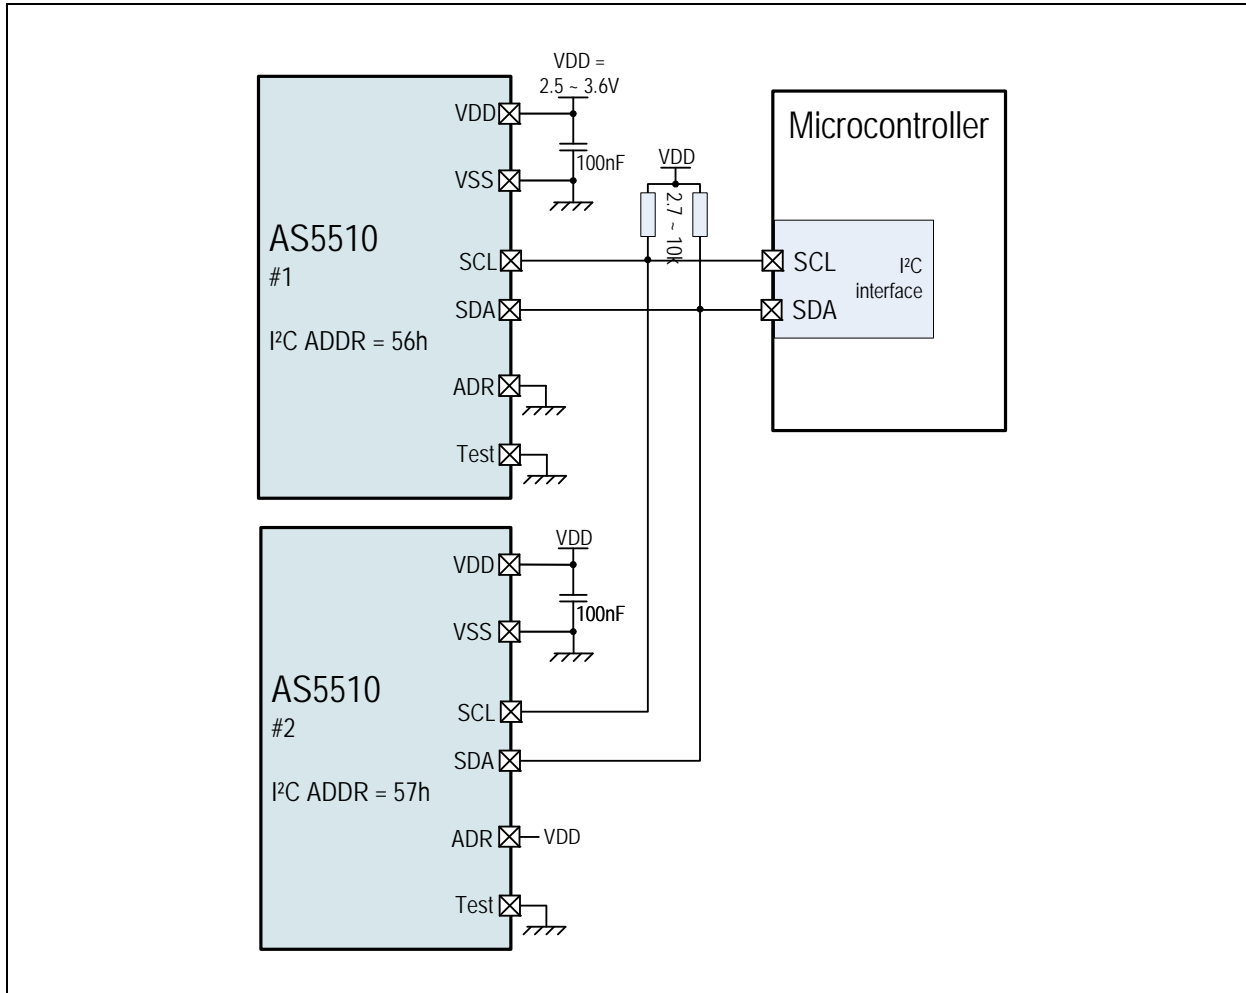 VDD =
2.5 ~ 3.6V
VDD
100nF
VSS
AS5510
#1
I²C ADDR = 56h
SCL
SDA
ADR
Test
VDD
2.7 ~ 10k
Microcontroller
SCL
SDA
I²C
interface
VDD
VDD
100nF
VSS
AS5510
#2
I²C ADDR = 57h
SCL
SDA
ADR
VDD
Test